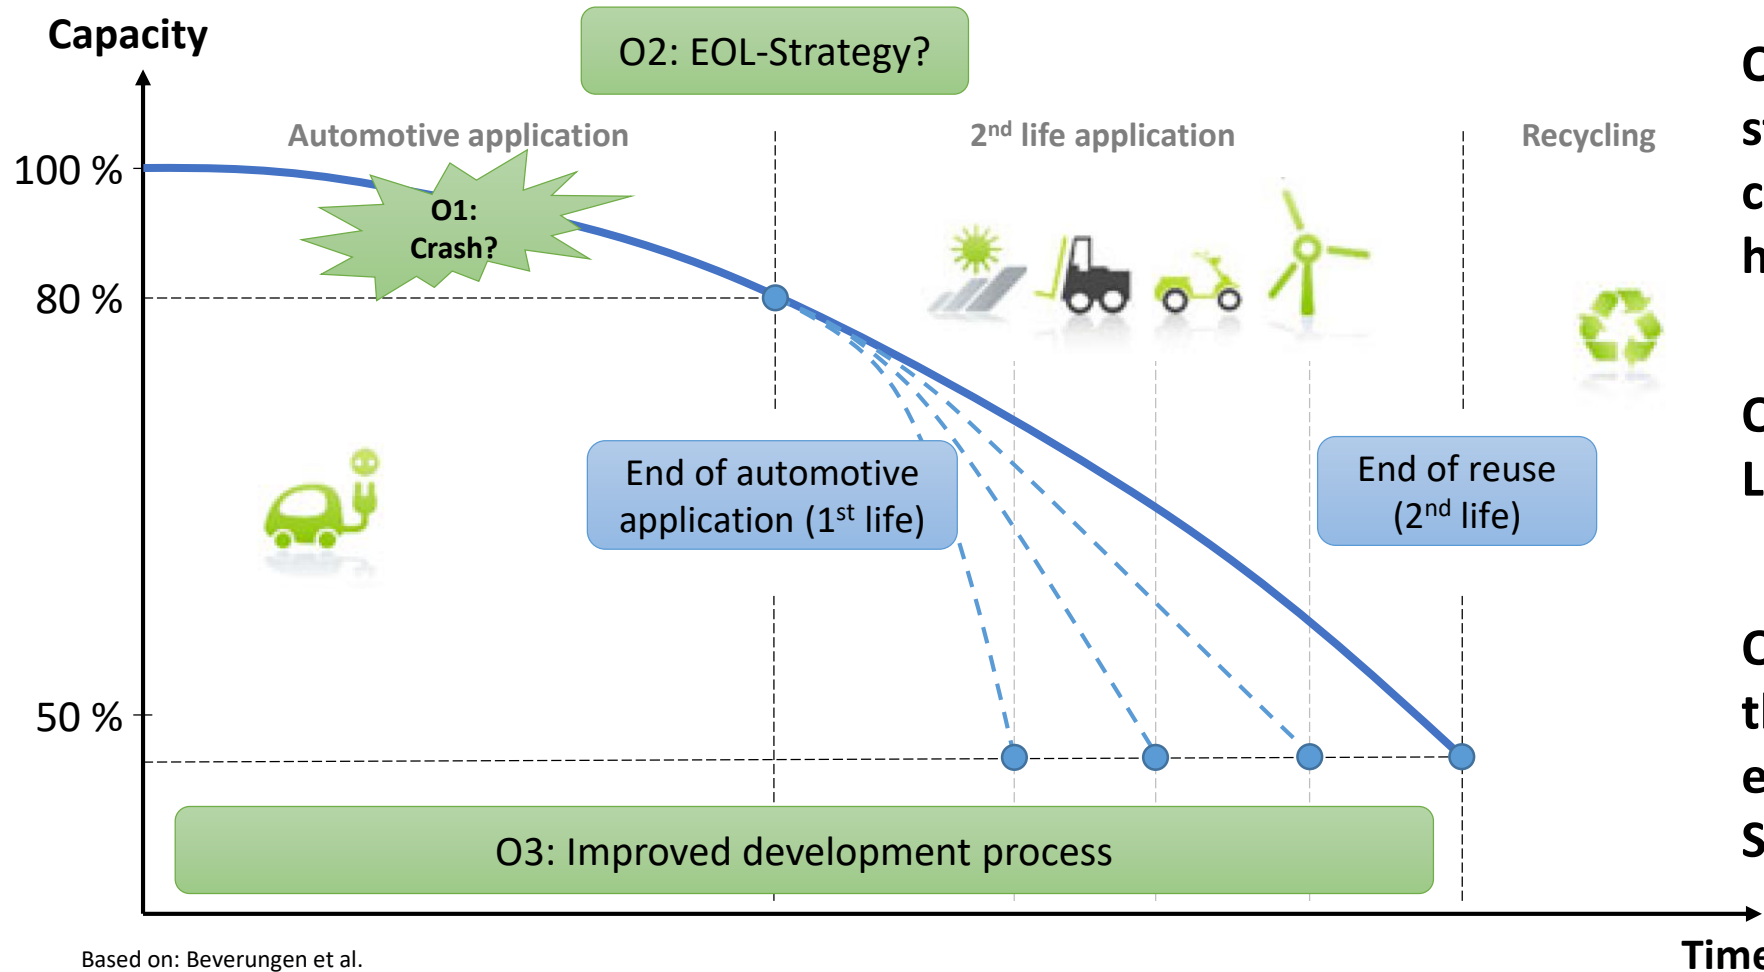 Capacity
O2: EOL-Strategy?
Automotive application
2nd life application
Recycling
100 %
O1:
Crash?
80 %
End of automotive
application (1st life)
End of reuse
(2nd life)
50 %
O3: Improved development process
Time
Based on: Beverungen et al.